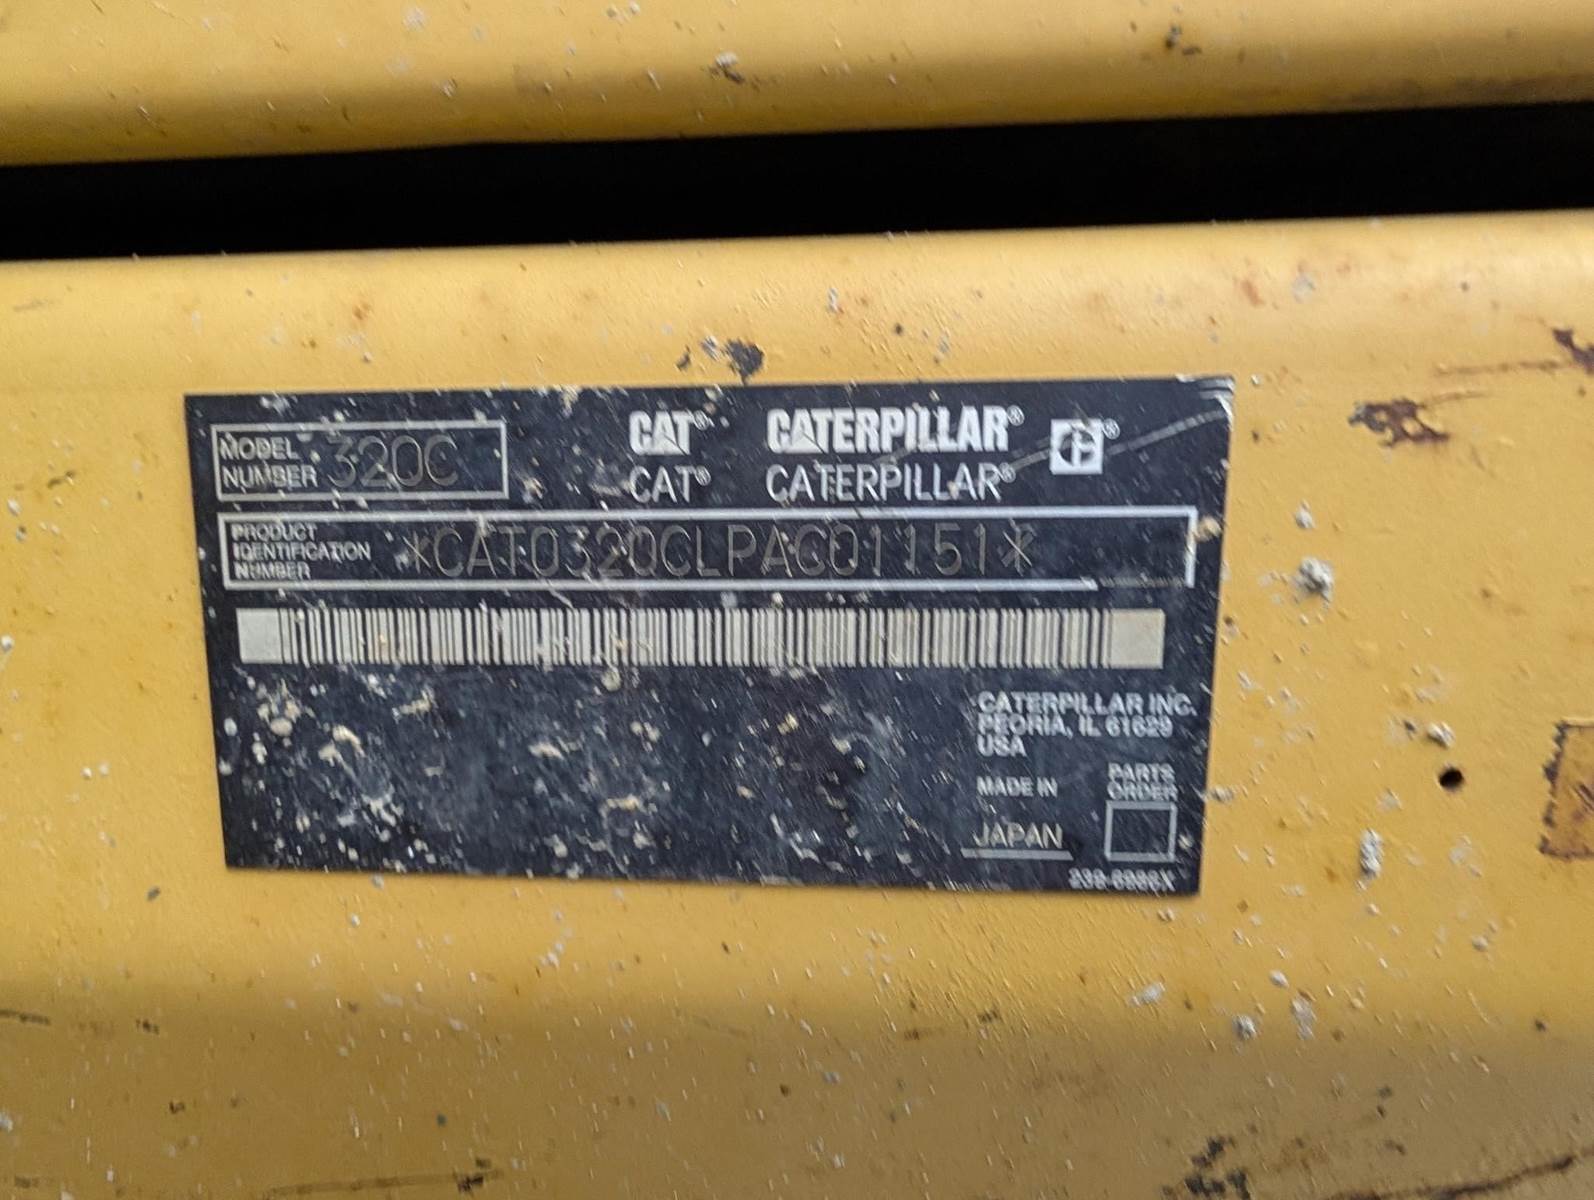 MODEL NUMBER 320C
CAT® CATERPILLAR®
CAT® CATERPILLAR®
PRODUCT IDENTIFICATION NUMBER *CAT0320CLPAC01151*
CATERPILLAR INC.
PEORIA, IL 61629
USA
MADE IN
JAPAN
PARTS
ORDER